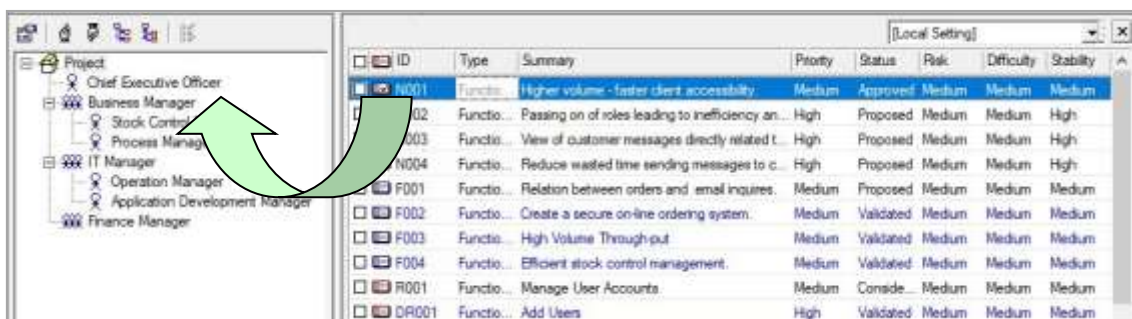 [Local Setting]
Project
Chief Executive Officer
Business Manager
Stock Control
Process Manag
IT Manager
Operation Manager
Application Development Manager
Finance Manager
ID Type Summary Priority Status Risk Difficulty Stability
N001 Functio... Higher volume - faster client accessibility. Medium Approved Medium Medium Medium
02 Functio... Passing on of roles leading to inefficiency an... High Proposed Medium Medium High
003 Functio... View of customer messages directly related t... High Proposed Medium Medium High
N004 Functio... Reduce wasted time sending messages to c... High Proposed Medium Medium High
F001 Functio... Relation between orders and email inquires. Medium Proposed Medium Medium Medium
F002 Functio... Create a secure on-line ordering system. Medium Validated Medium Medium Medium
F003 Functio... High Volume Through-put Medium Validated Medium Medium Medium
F004 Functio... Efficient stock control management. Medium Validated Medium Medium Medium
R001 Functio... Manage User Accounts Medium Conside... Medium Medium Medium
DR001 Functio... Add Users High Validated Medium Medium Medium